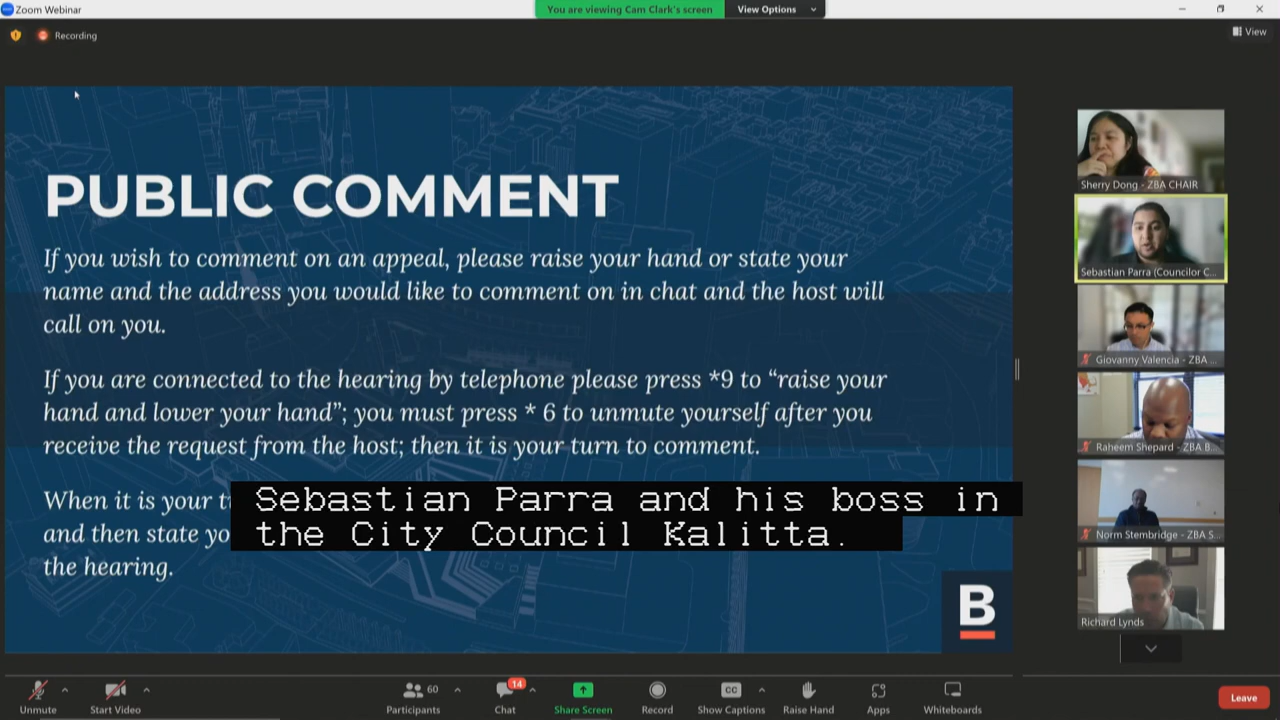 Zoom Webinar
You are viewing Cam Clark's screen
View Options
Recording
View
PUBLIC COMMENT
If you wish to comment on an appeal, please raise your hand or state your
name and the address you would like to comment on in chat and the host will
call on you.
If you are connected to the hearing by telephone please press *9 to “raise your
hand and lower your hand”; you must press * 6 to unmute yourself after you
receive the request from the host; then it is your turn to comment.
When it is your
and then state
the hearing.
Sebastian Parra and his boss in
the City Council Kalitta.
B
Sherry Dong - ZBA CHAIR
Sebastian Parra (Councilor C...
Giovanny Valencia - ZBA ...
Raheem Shepard - ZBA B...
Norm Stembridge - ZBA S...
Richard Lynds
Unmute
Start Video
60
Participants
14
Chat
Share Screen
Record
CC
Show Captions
Raise Hand
Apps
Whiteboards
Leave